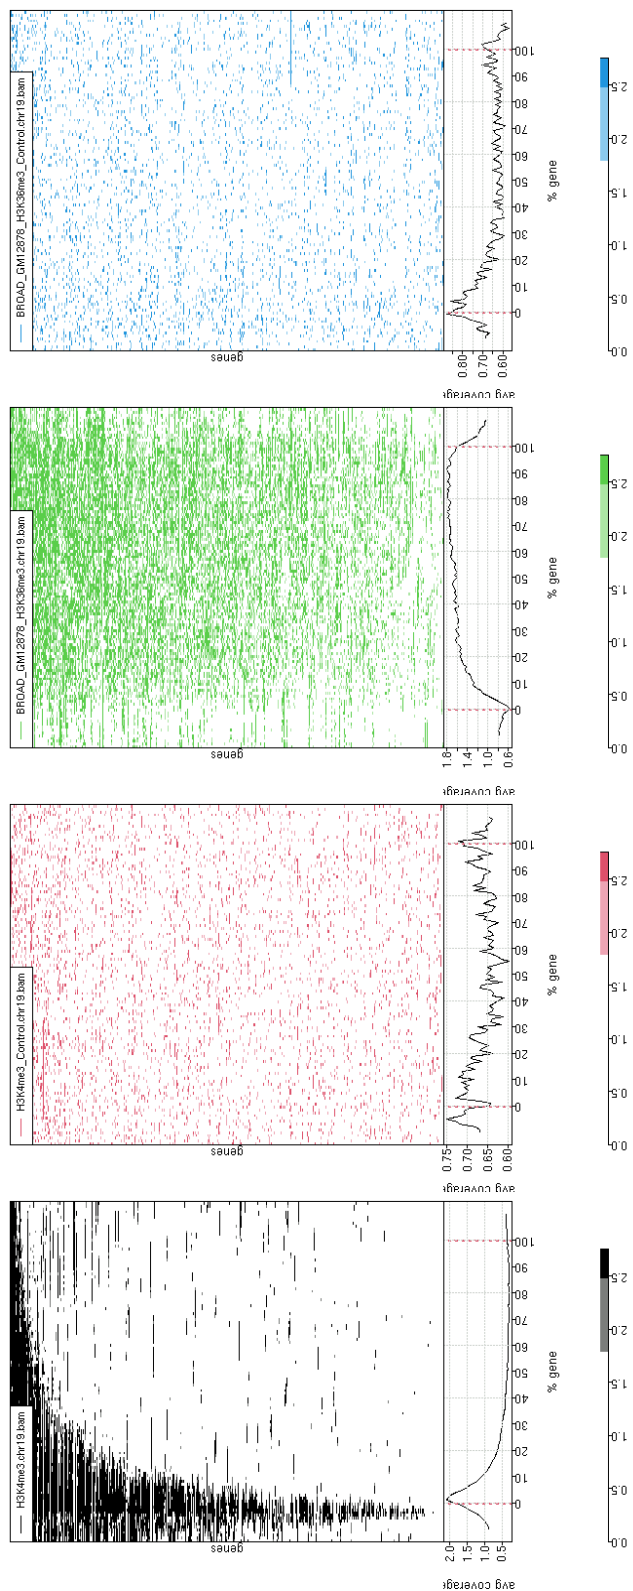 H3K4me3.chr19.bam
genes
2.0
1.5
1.0
0.5
avg coverage
0 10 20 30 40 50 60 70 80 90 100
% gene
0.0 0.5 1.0 1.5 2.0 2.5
H3K4me3_Control.chr19.bam
genes
0.75
0.70
0.65
0.60
avg coverage
0 10 20 30 40 50 60 70 80 90 100
% gene
0.0 0.5 1.0 1.5 2.0 2.5
BROAD_GM12878_H3K36me3.chr19.bam
genes
1.8
1.4
1.0
0.6
avg coverage
0 10 20 30 40 50 60 70 80 90 100
% gene
0.0 0.5 1.0 1.5 2.0 2.5
BROAD_GM12878_H3K36me3_Control.chr19.bam
genes
0.80
0.70
0.60
avg coverage
0 10 20 30 40 50 60 70 80 90 100
% gene
0.0 0.5 1.0 1.5 2.0 2.5